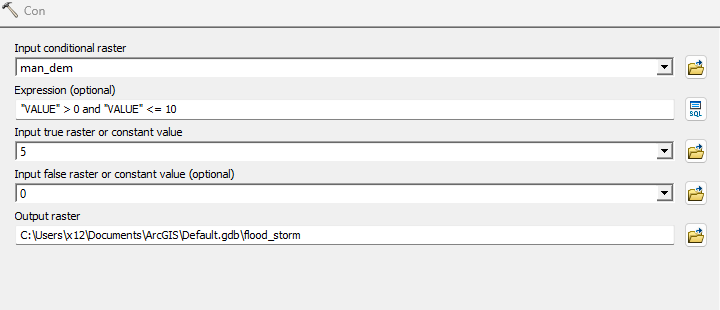 Con
Input conditional raster
man_dem
Expression (optional)
"VALUE" > 0 and "VALUE" <= 10
SQL
Input true raster or constant value
5
Input false raster or constant value (optional)
0
Output raster
C:\Users\x12\Documents\ArcGIS\Default.gdb\flood_storm